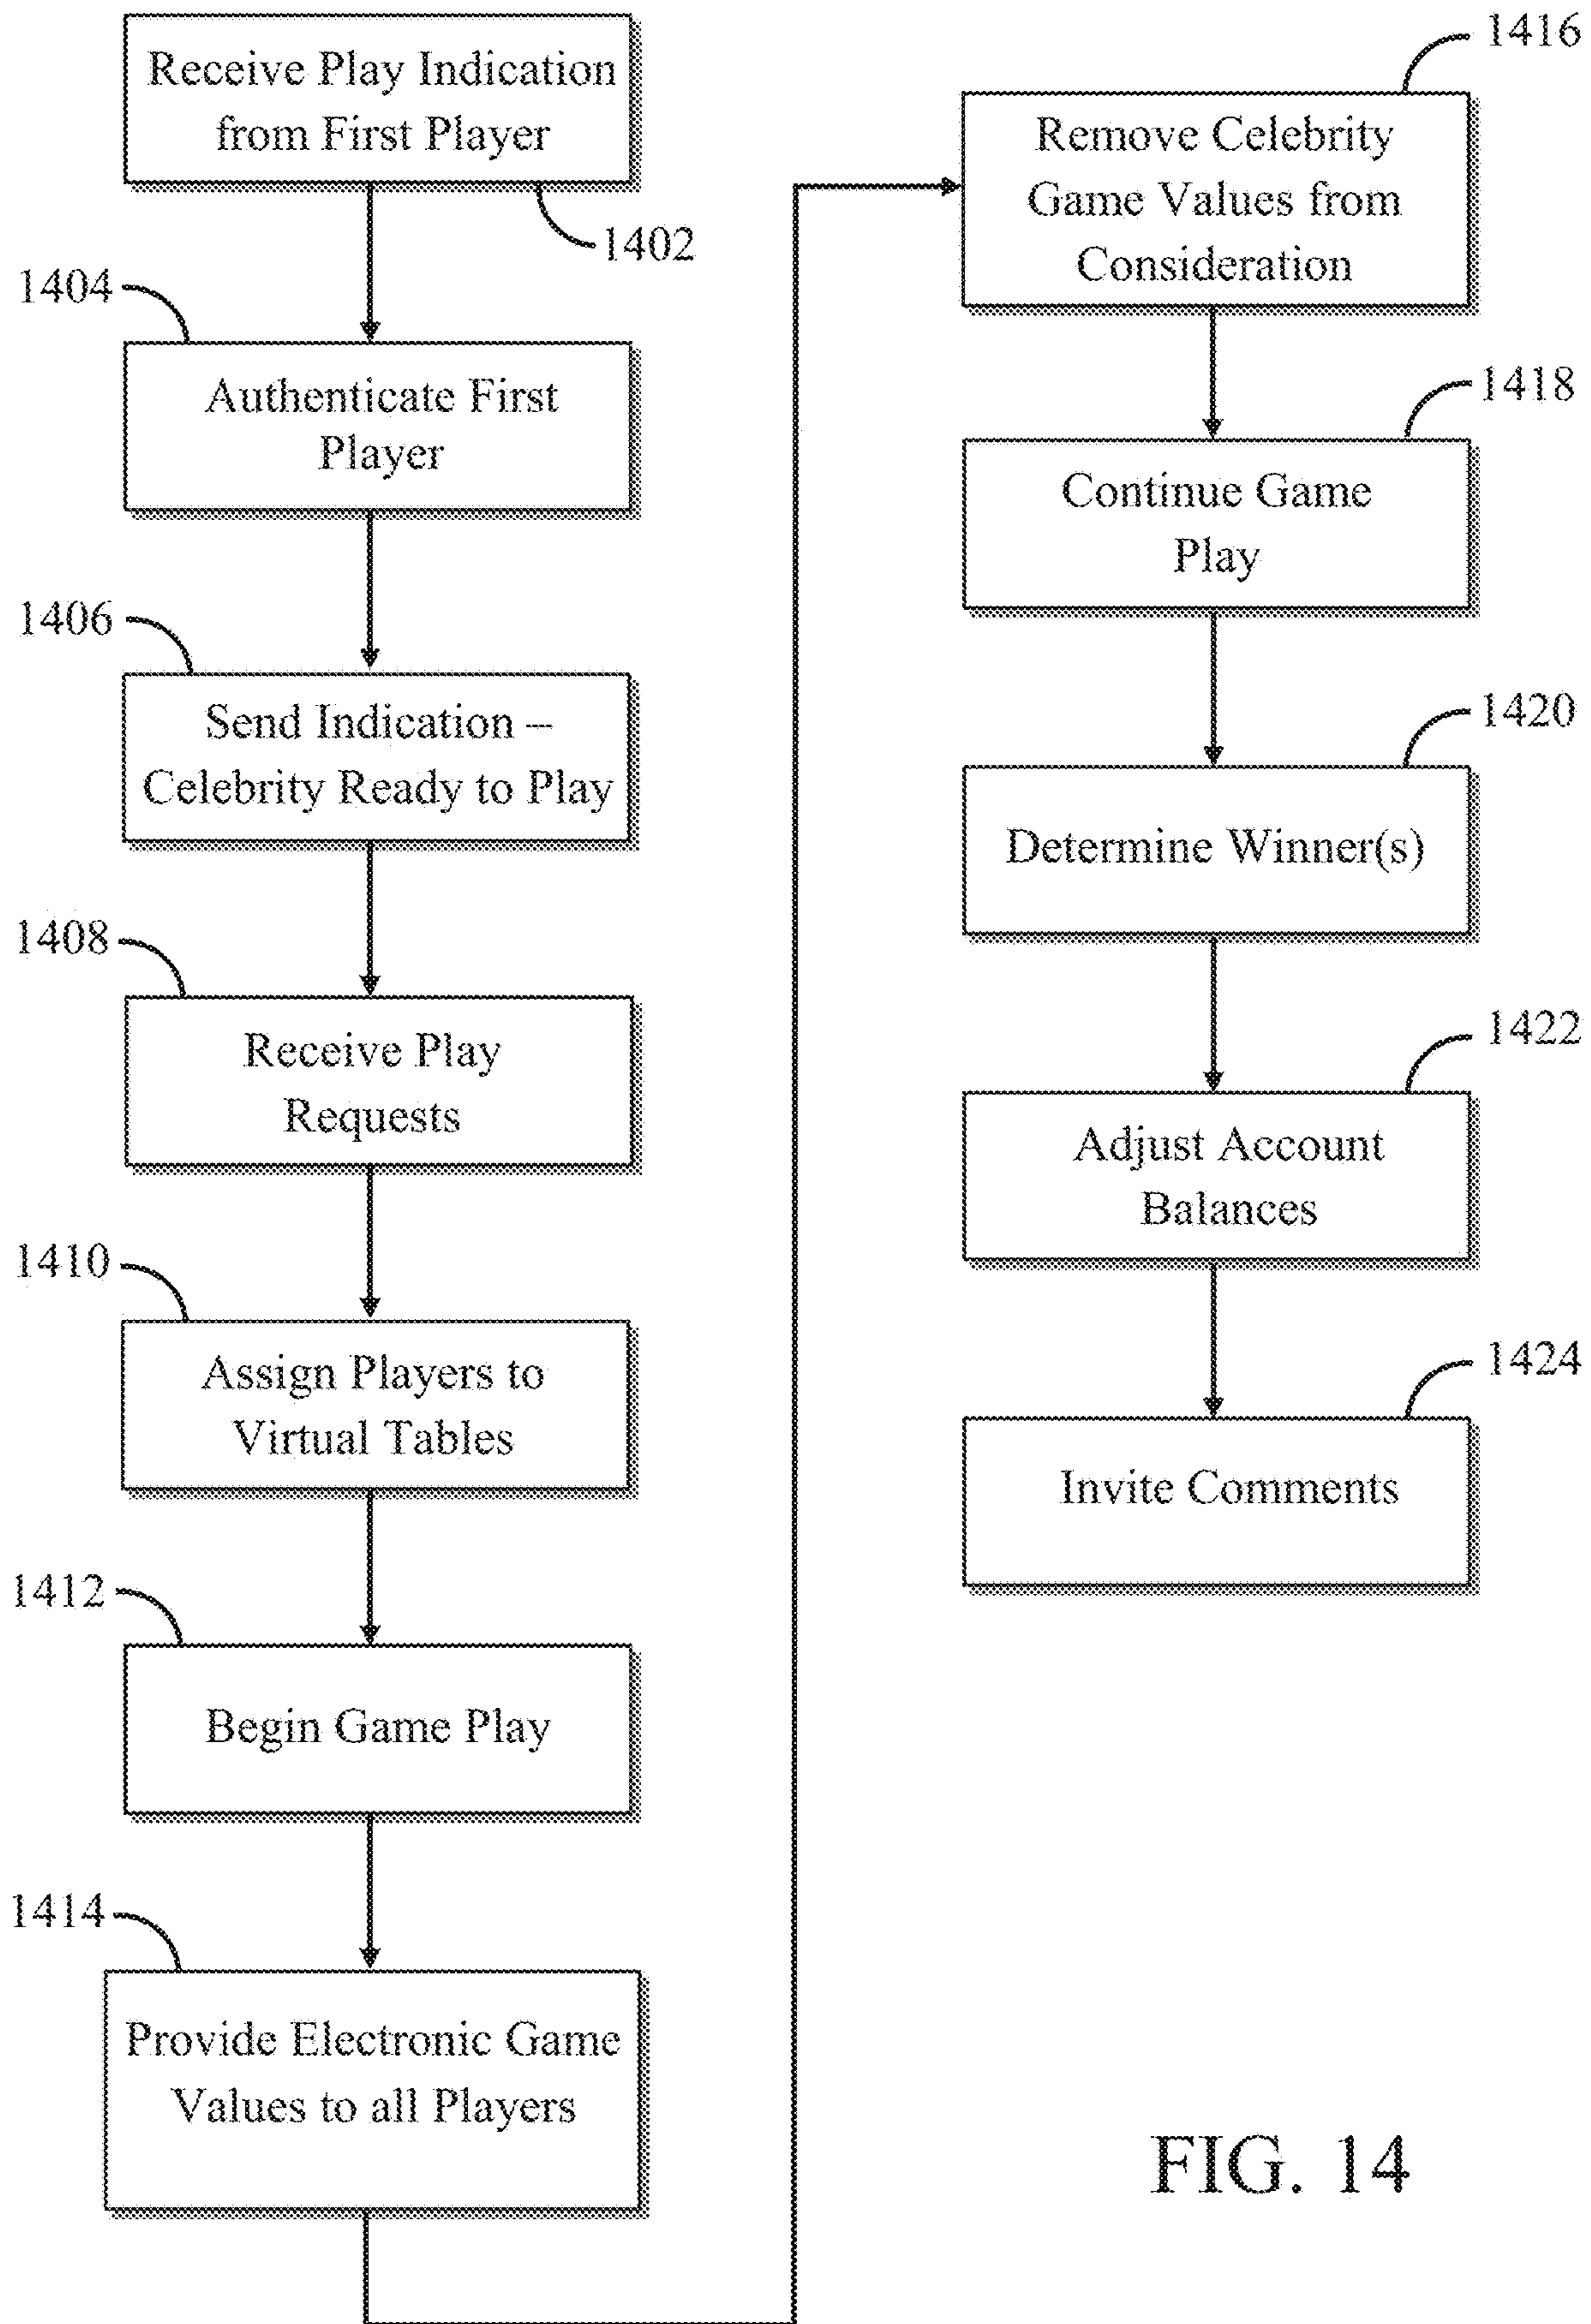 Receive Play Indication
from First Player
1402
1404
Authenticate First
Player
1406
Send Indication –
Celebrity Ready to Play
1408
Receive Play
Requests
1410
Assign Players to
Virtual Tables
1412
Begin Game Play
1414
Provide Electronic Game
Values to all Players
1416
Remove Celebrity
Game Values from
Consideration
1418
Continue Game
Play
1420
Determine Winner(s)
1422
Adjust Account
Balances
1424
Invite Comments
FIG. 14